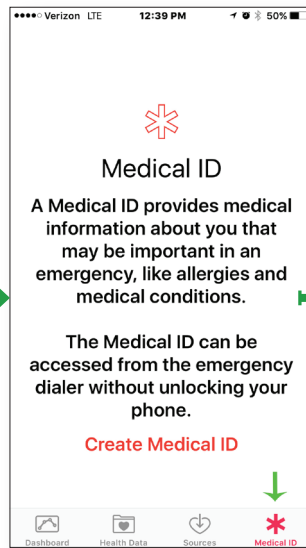 Verizon LTE 12:39 PM 50%
Medical ID
A Medical ID provides medical
information about you that
may be important in an
emergency, like allergies and
medical conditions.
The Medical ID can be
accessed from the emergency
dialer without unlocking your
phone.
Create Medical ID
Dashboard Health Data Sources Medical ID